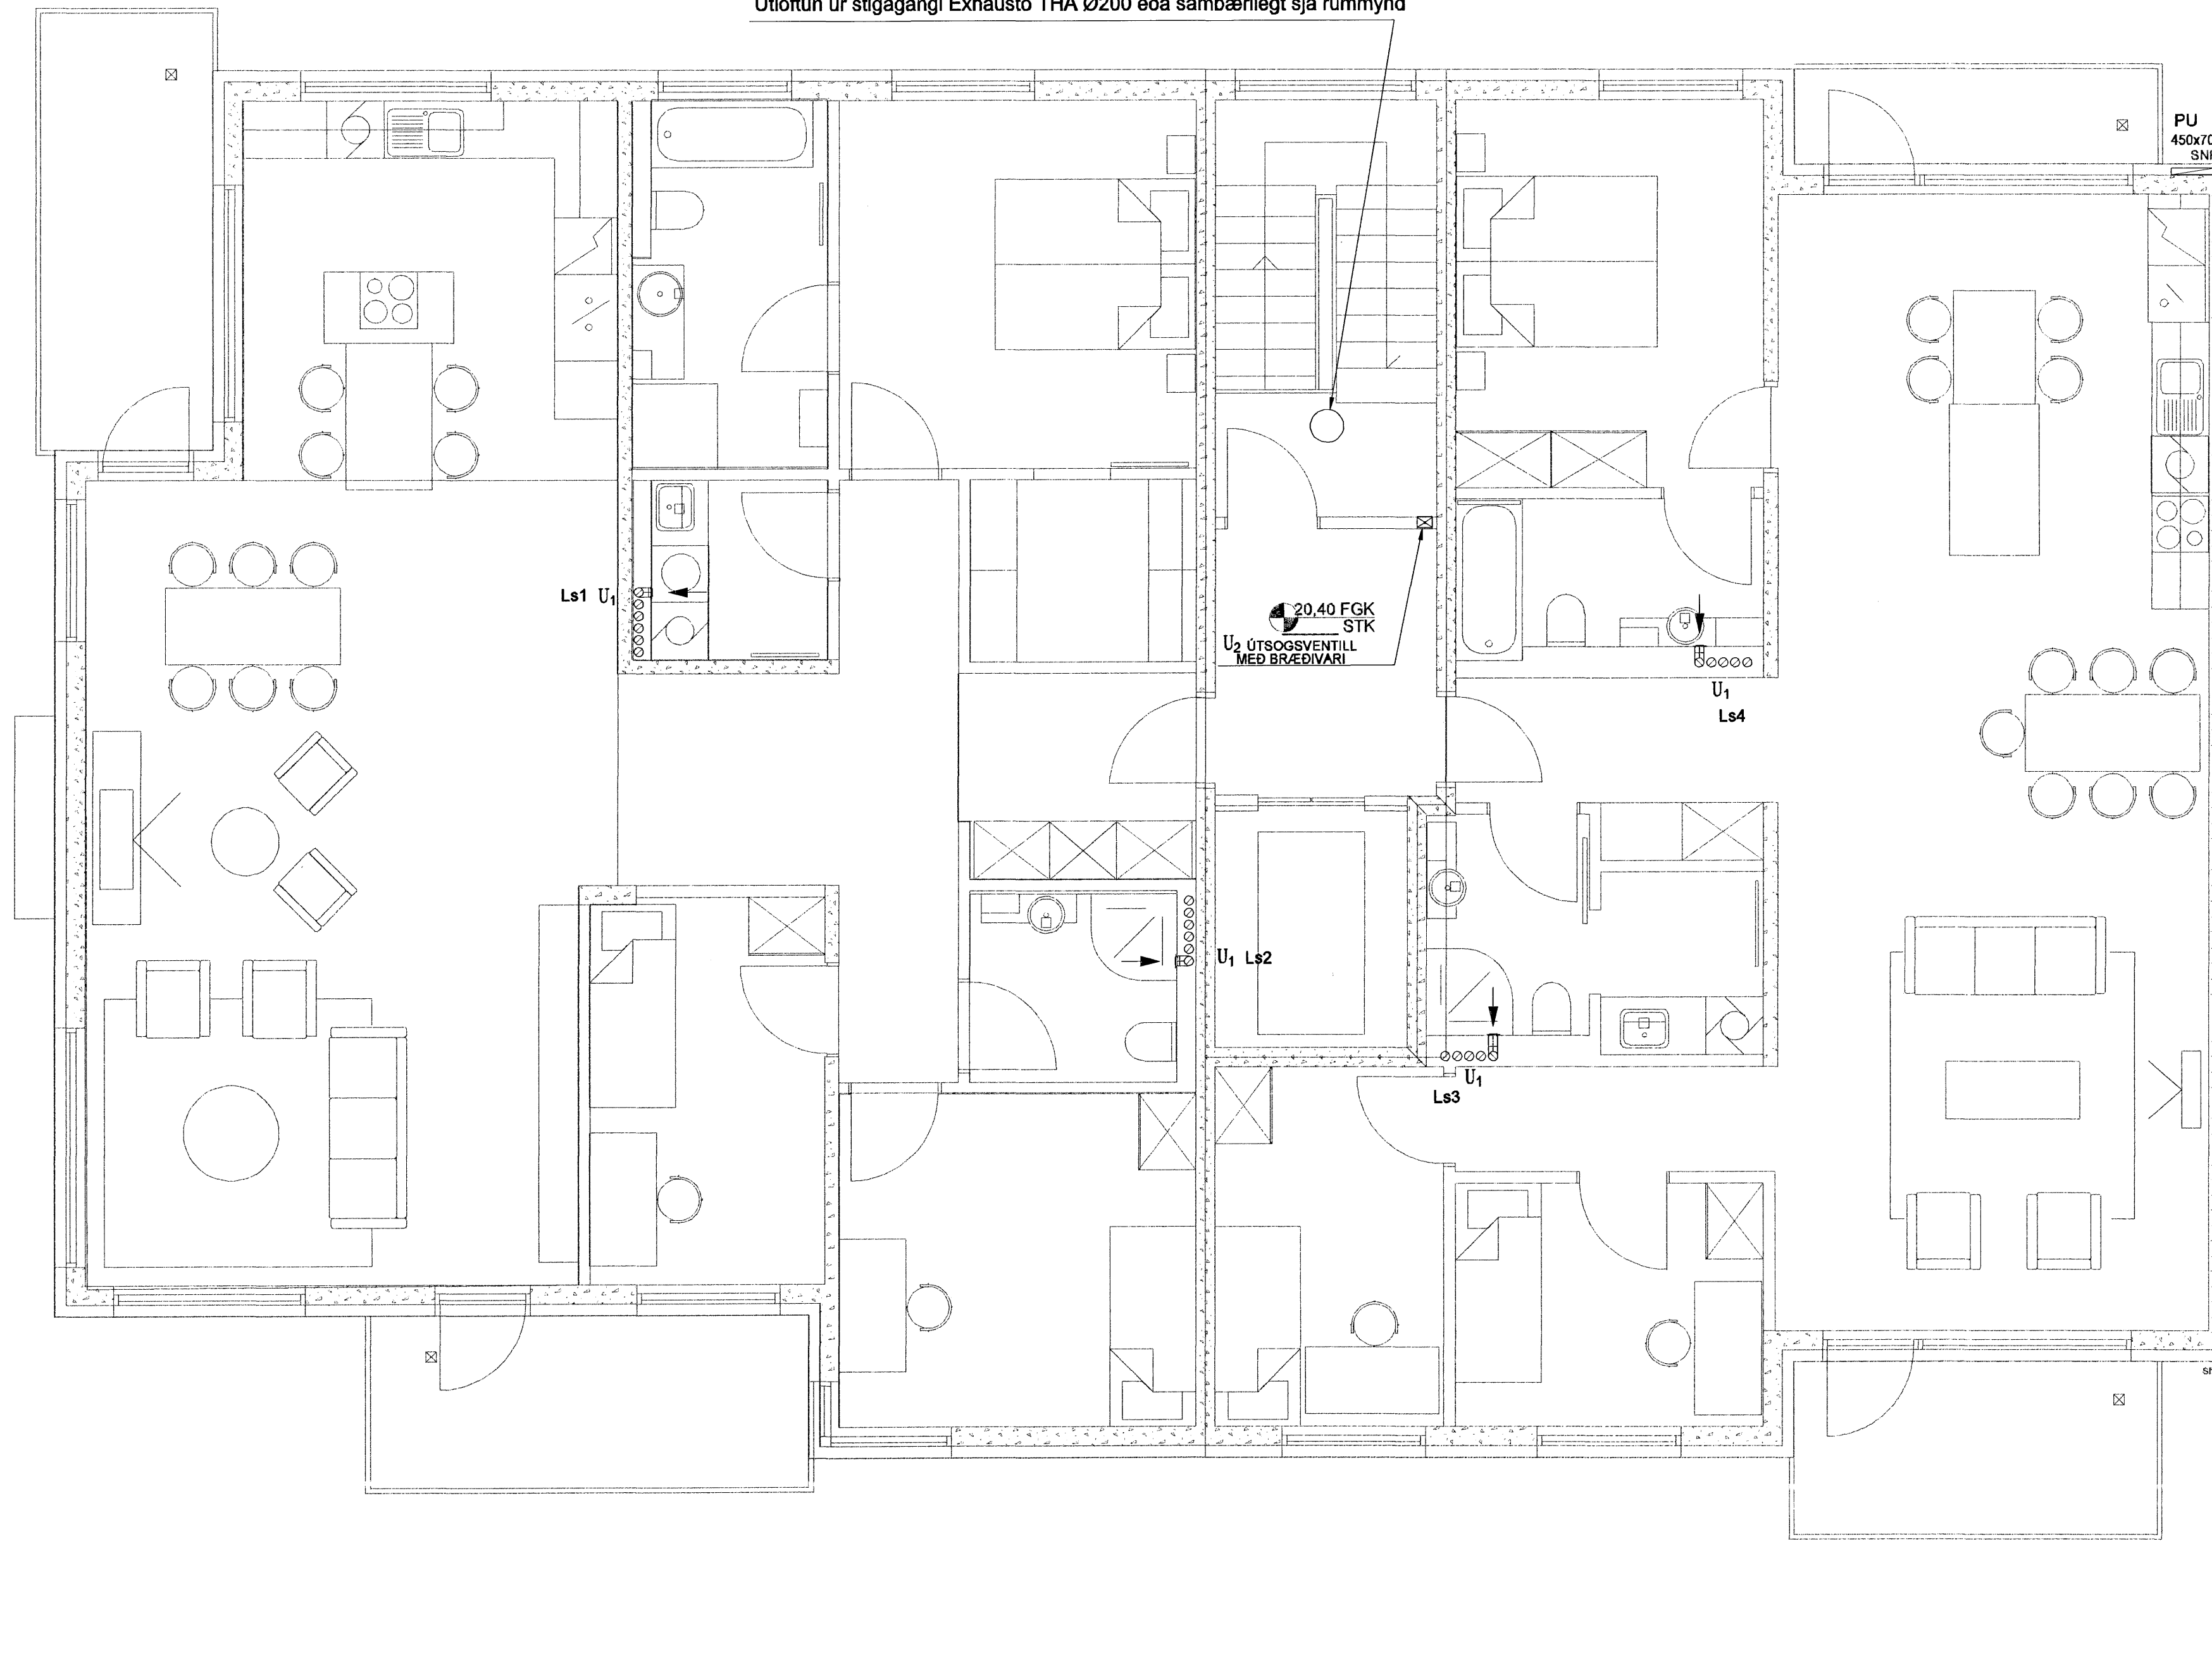 Útloftun úr stigagangi Exhausto THA Ø200 eða sambærilegt sjá rúmmynd
PU
450x70
Ls1 U₁
20,40 FGK
STK
U₂ ÚTSOGSVENTILL
MEÐ BRÆÐIVARI
U₁
Ls4
U₁ Ls2
U₁
Ls3